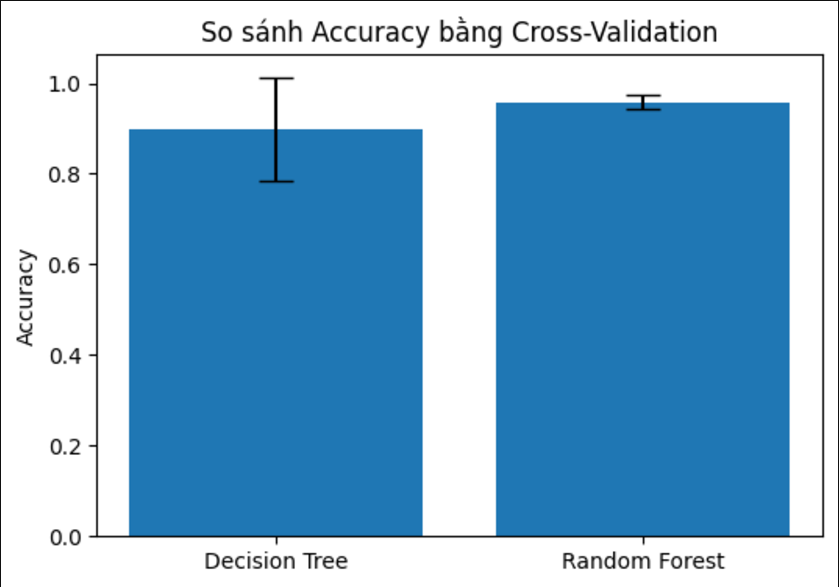 So sánh Accuracy bằng Cross-Validation
1.0
0.8
0.6
0.4
0.2
0.0
Accuracy
Decision Tree
Random Forest